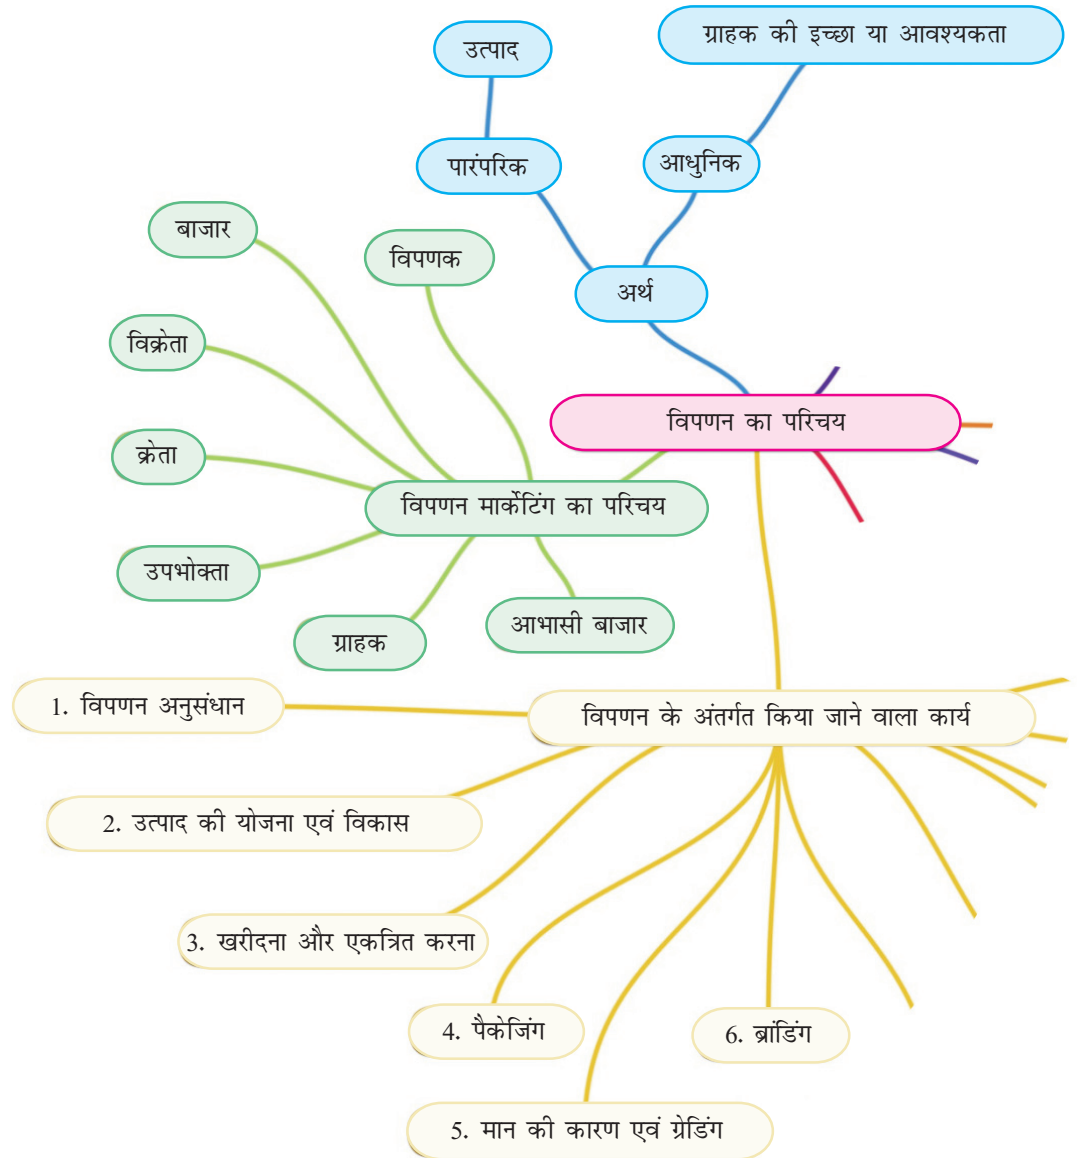 ग्राहक की इच्छा या आवश्यकता
उत्पाद
पारंपरिक
आधुनिक
बाजार
विपणक
अर्थ
विक्रेता
विपणन का परिचय
क्रेता
विपणन मार्केटिंग का परिचय
उपभोक्ता
आभासी बाजार
ग्राहक
1. विपणन अनुसंधान
विपणन के अंतर्गत किया जाने वाला कार्य
2. उत्पाद की योजना एवं विकास
3. खरीदना और एकत्रित करना
4. पैकेजिंग
6. ब्रांडिंग
5. मान की कारण एवं ग्रेडिंग